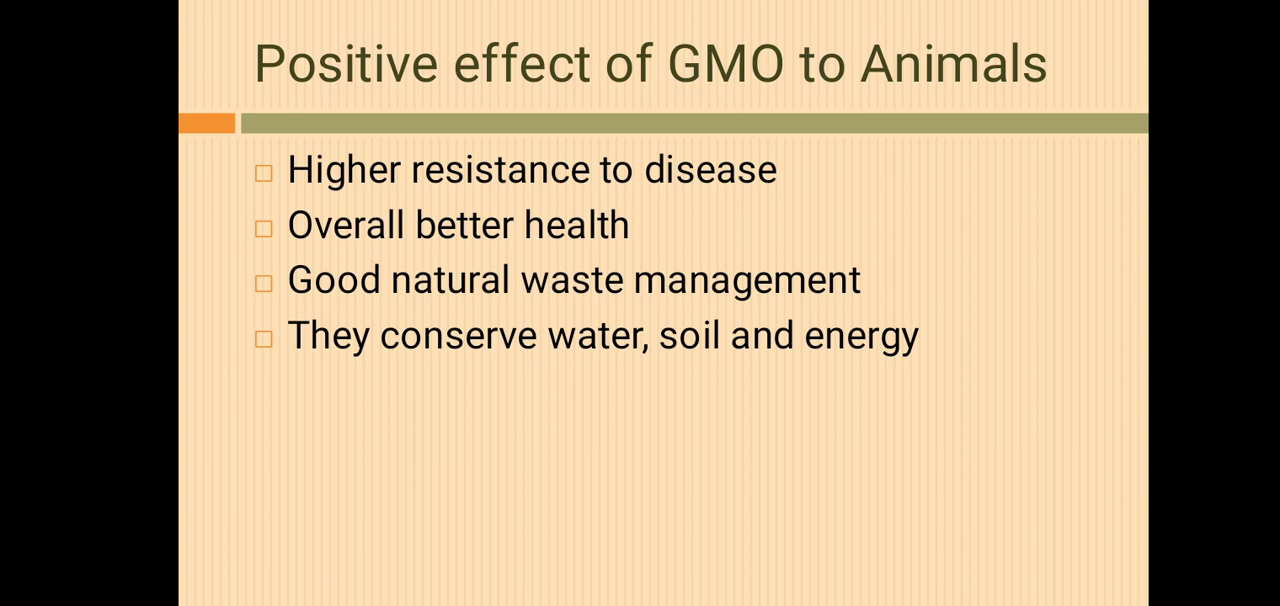 Positive effect of GMO to Animals
Higher resistance to disease
Overall better health
Good natural waste management
They conserve water, soil and energy